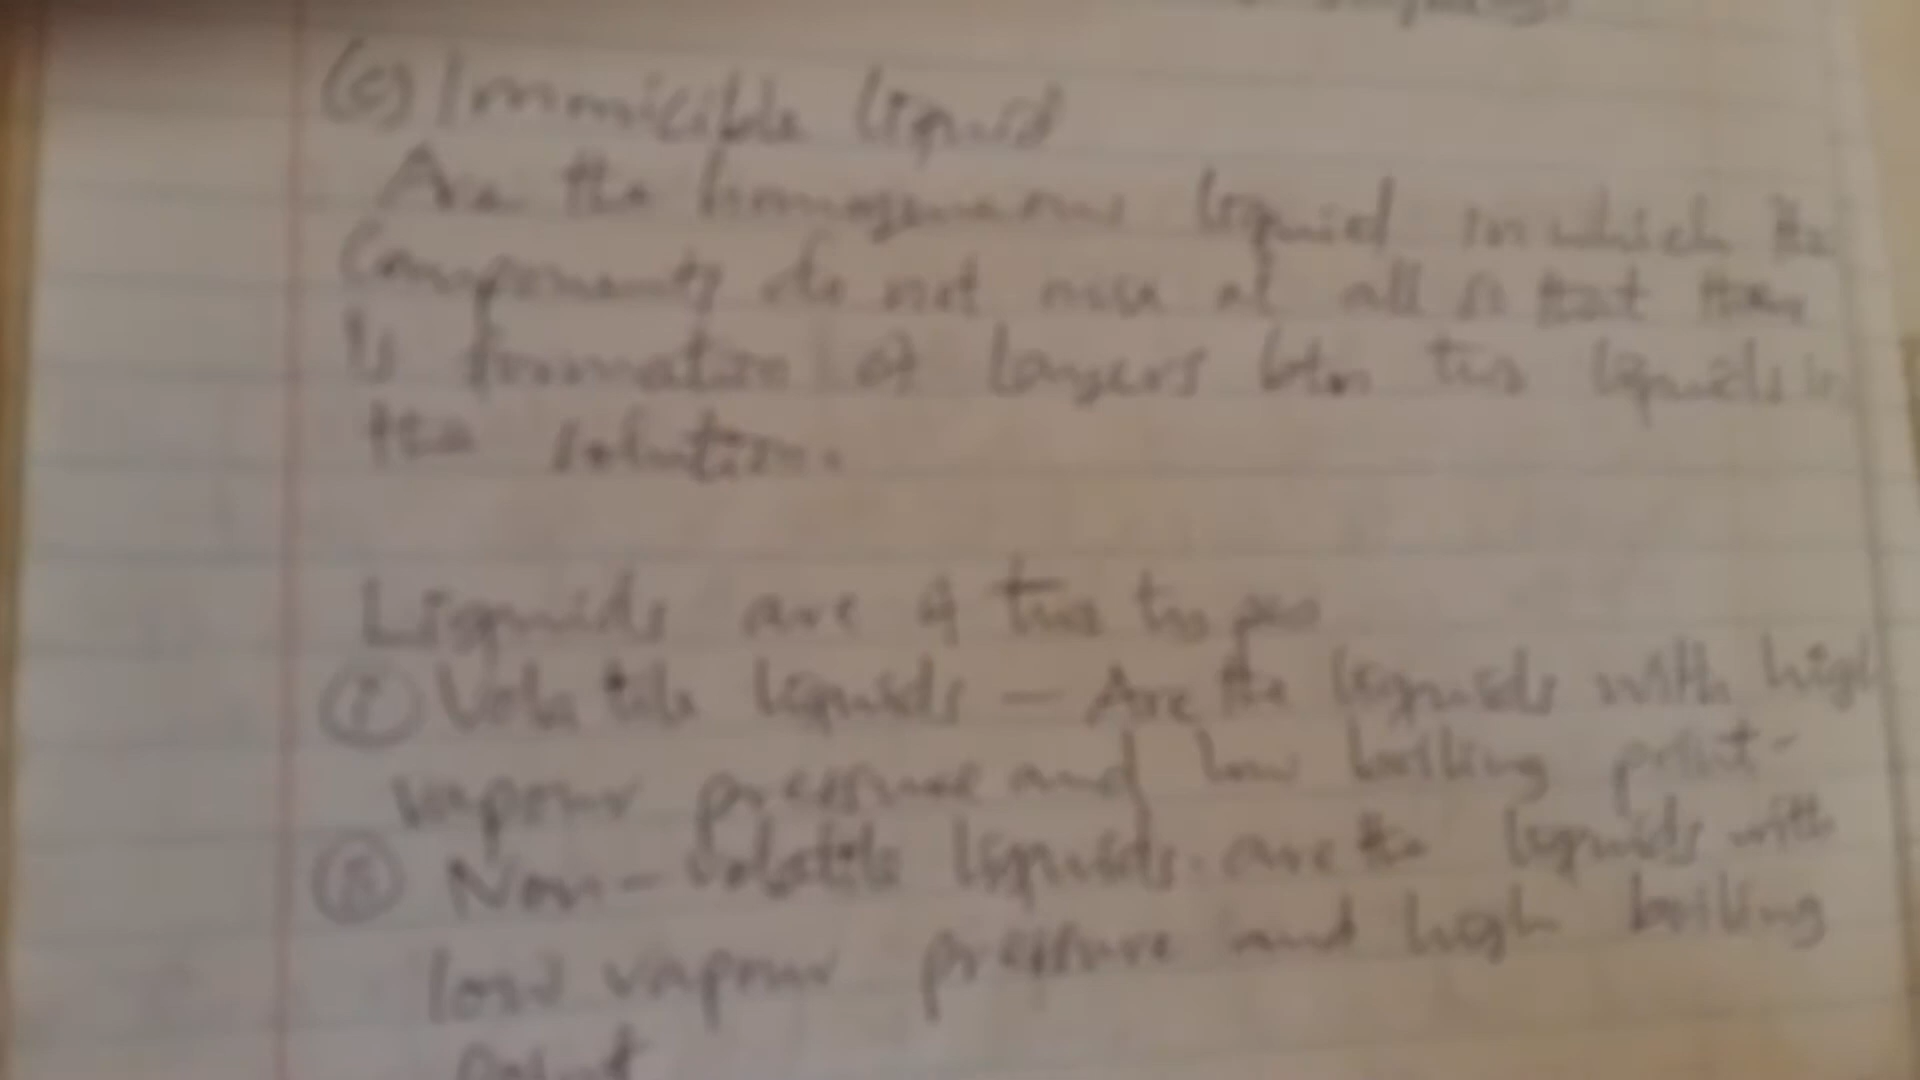 (c) Immicible liquid
Are the homogeneous liquid in which the
Components do not mix at all so that there
is formation of layers btn two liquids in
the solution.
Liquids are of two types
(i) Volatile liquids - Are the liquids with high
vapour pressure and low boiling point-
(ii) Non-volatile liquids. are the liquids with
low vapour pressure and high boiling
point